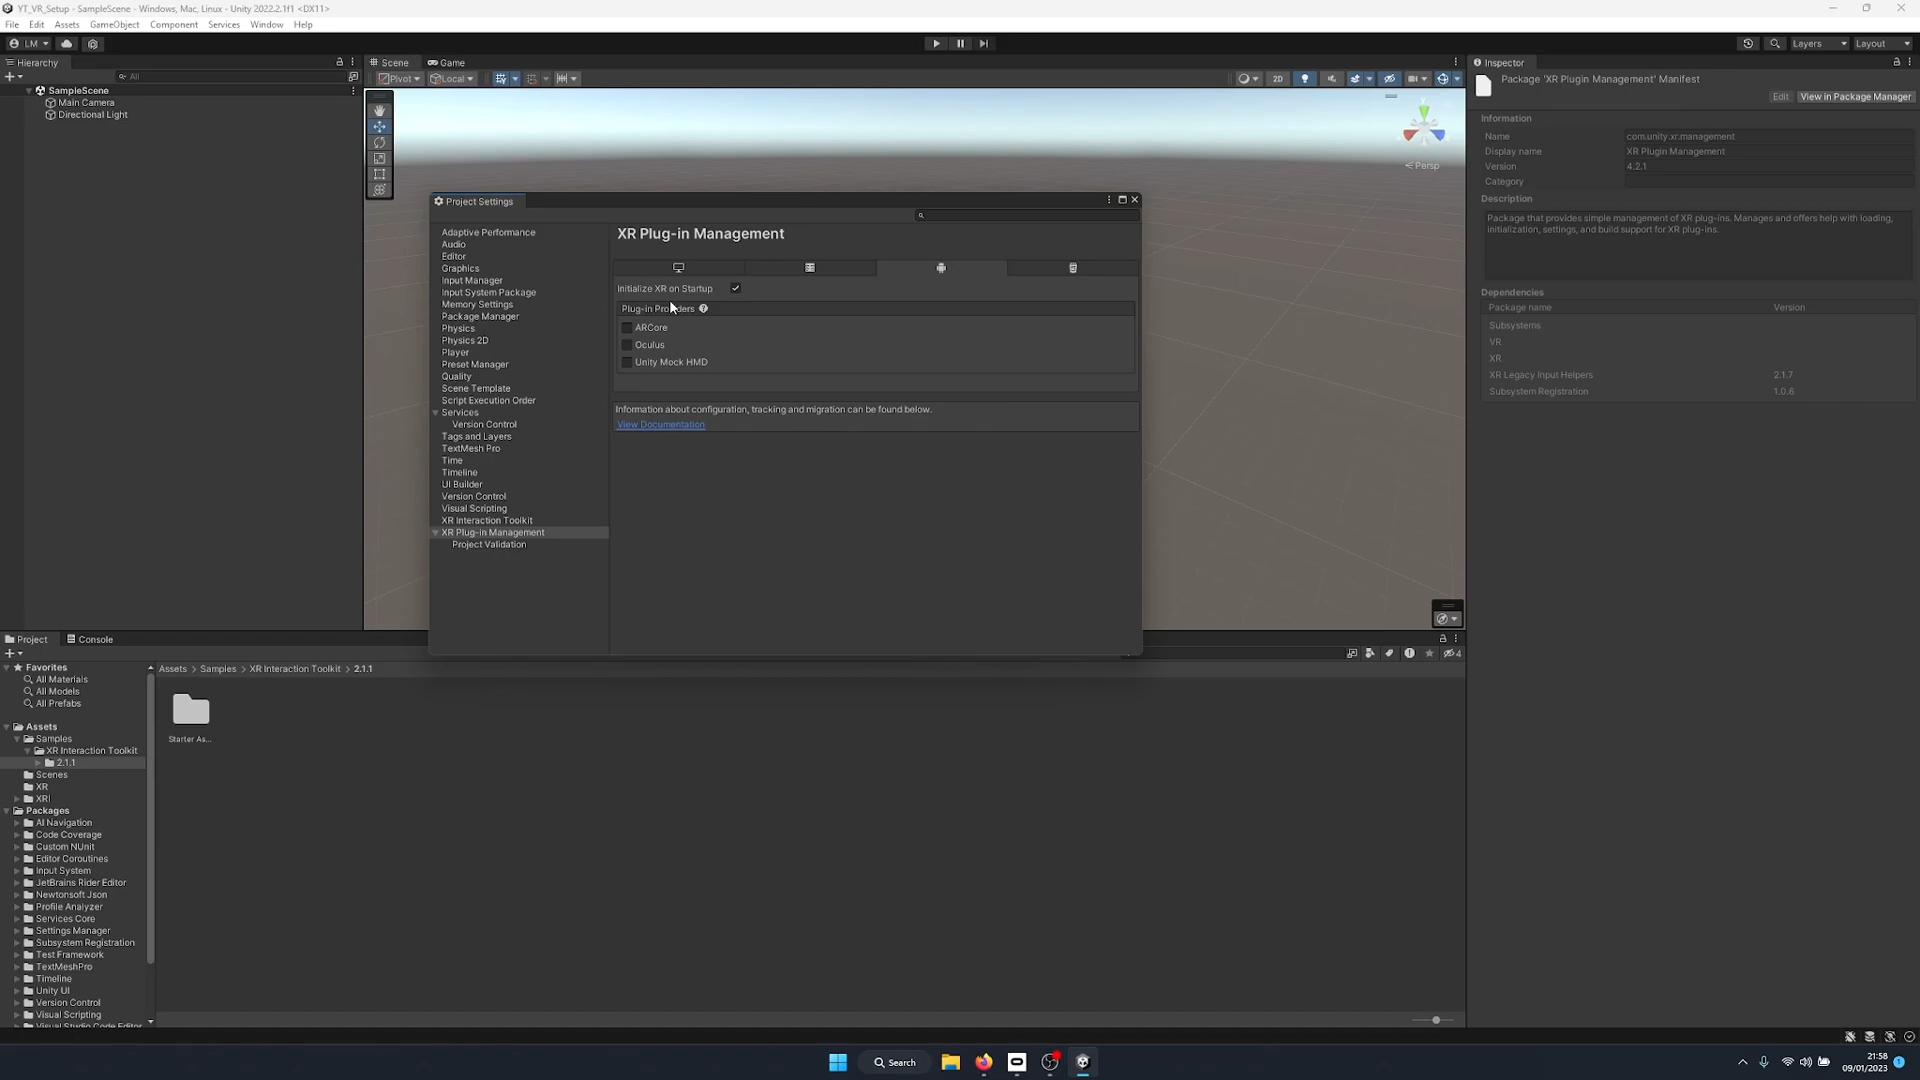 YT_VR_Setup - SampleScene - Windows, Mac, Linux - Unity 2022.2.1f1 <DX11>
File Edit Assets GameObject Component Services Window Help
LM
Layers Layout
Hierarchy
All
SampleScene
Main Camera
Directional Light
Scene Game
Pivot Local
2D
Persp
Project Settings
Adaptive Performance
Audio
Editor
Graphics
Input Manager
Input System Package
Memory Settings
Package Manager
Physics
Physics 2D
Player
Preset Manager
Quality
Scene Template
Script Execution Order
Services
Version Control
Tags and Layers
TextMesh Pro
Time
Timeline
UI Builder
Version Control
Visual Scripting
XR Interaction Toolkit
XR Plug-in Management
Project Validation
XR Plug-in Management
Initialize XR on Startup
Plug-in Providers
ARCore
Oculus
Unity Mock HMD
Information about configuration, tracking and migration can be found below.
View Documentation
Inspector
Package 'XR Plugin Management' Manifest
Edit View in Package Manager
Information
Name com.unity.xr.management
Display name XR Plugin Management
Version 4.2.1
Category
Description
Package that provides simple management of XR plug-ins. Manages and offers help with loading,
initialization, settings, and build support for XR plug-ins.
Dependencies
Package name Version
Subsystems
VR
XR
XR Legacy Input Helpers 2.1.7
Subsystem Registration 1.0.6
Project Console
4
Favorites
All Materials
All Models
All Prefabs
Assets
Samples
XR Interaction Toolkit
2.1.1
Scenes
XR
XRI
Packages
AI Navigation
Code Coverage
Custom NUnit
Editor Coroutines
Input System
JetBrains Rider Editor
Newtonsoft Json
Profile Analyzer
Services Core
Settings Manager
Subsystem Registration
Test Framework
TextMeshPro
Timeline
Unity UI
Version Control
Visual Scripting
Visual Studio Code Editor
Assets > Samples > XR Interaction Toolkit > 2.1.1
Starter As...
Search
21:58
09/01/2023
1